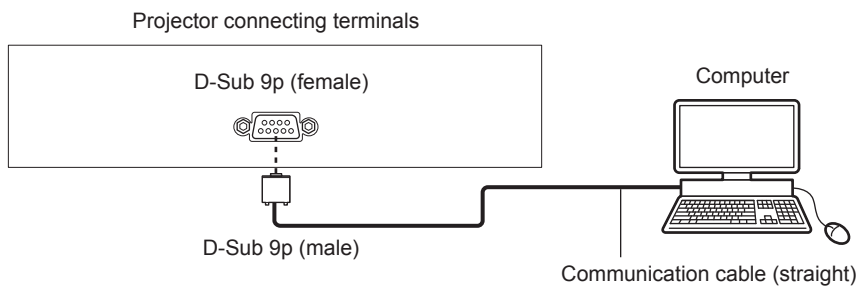 Projector connecting terminals
D-Sub 9p (female)
Computer
D-Sub 9p (male)
Communication cable (straight)